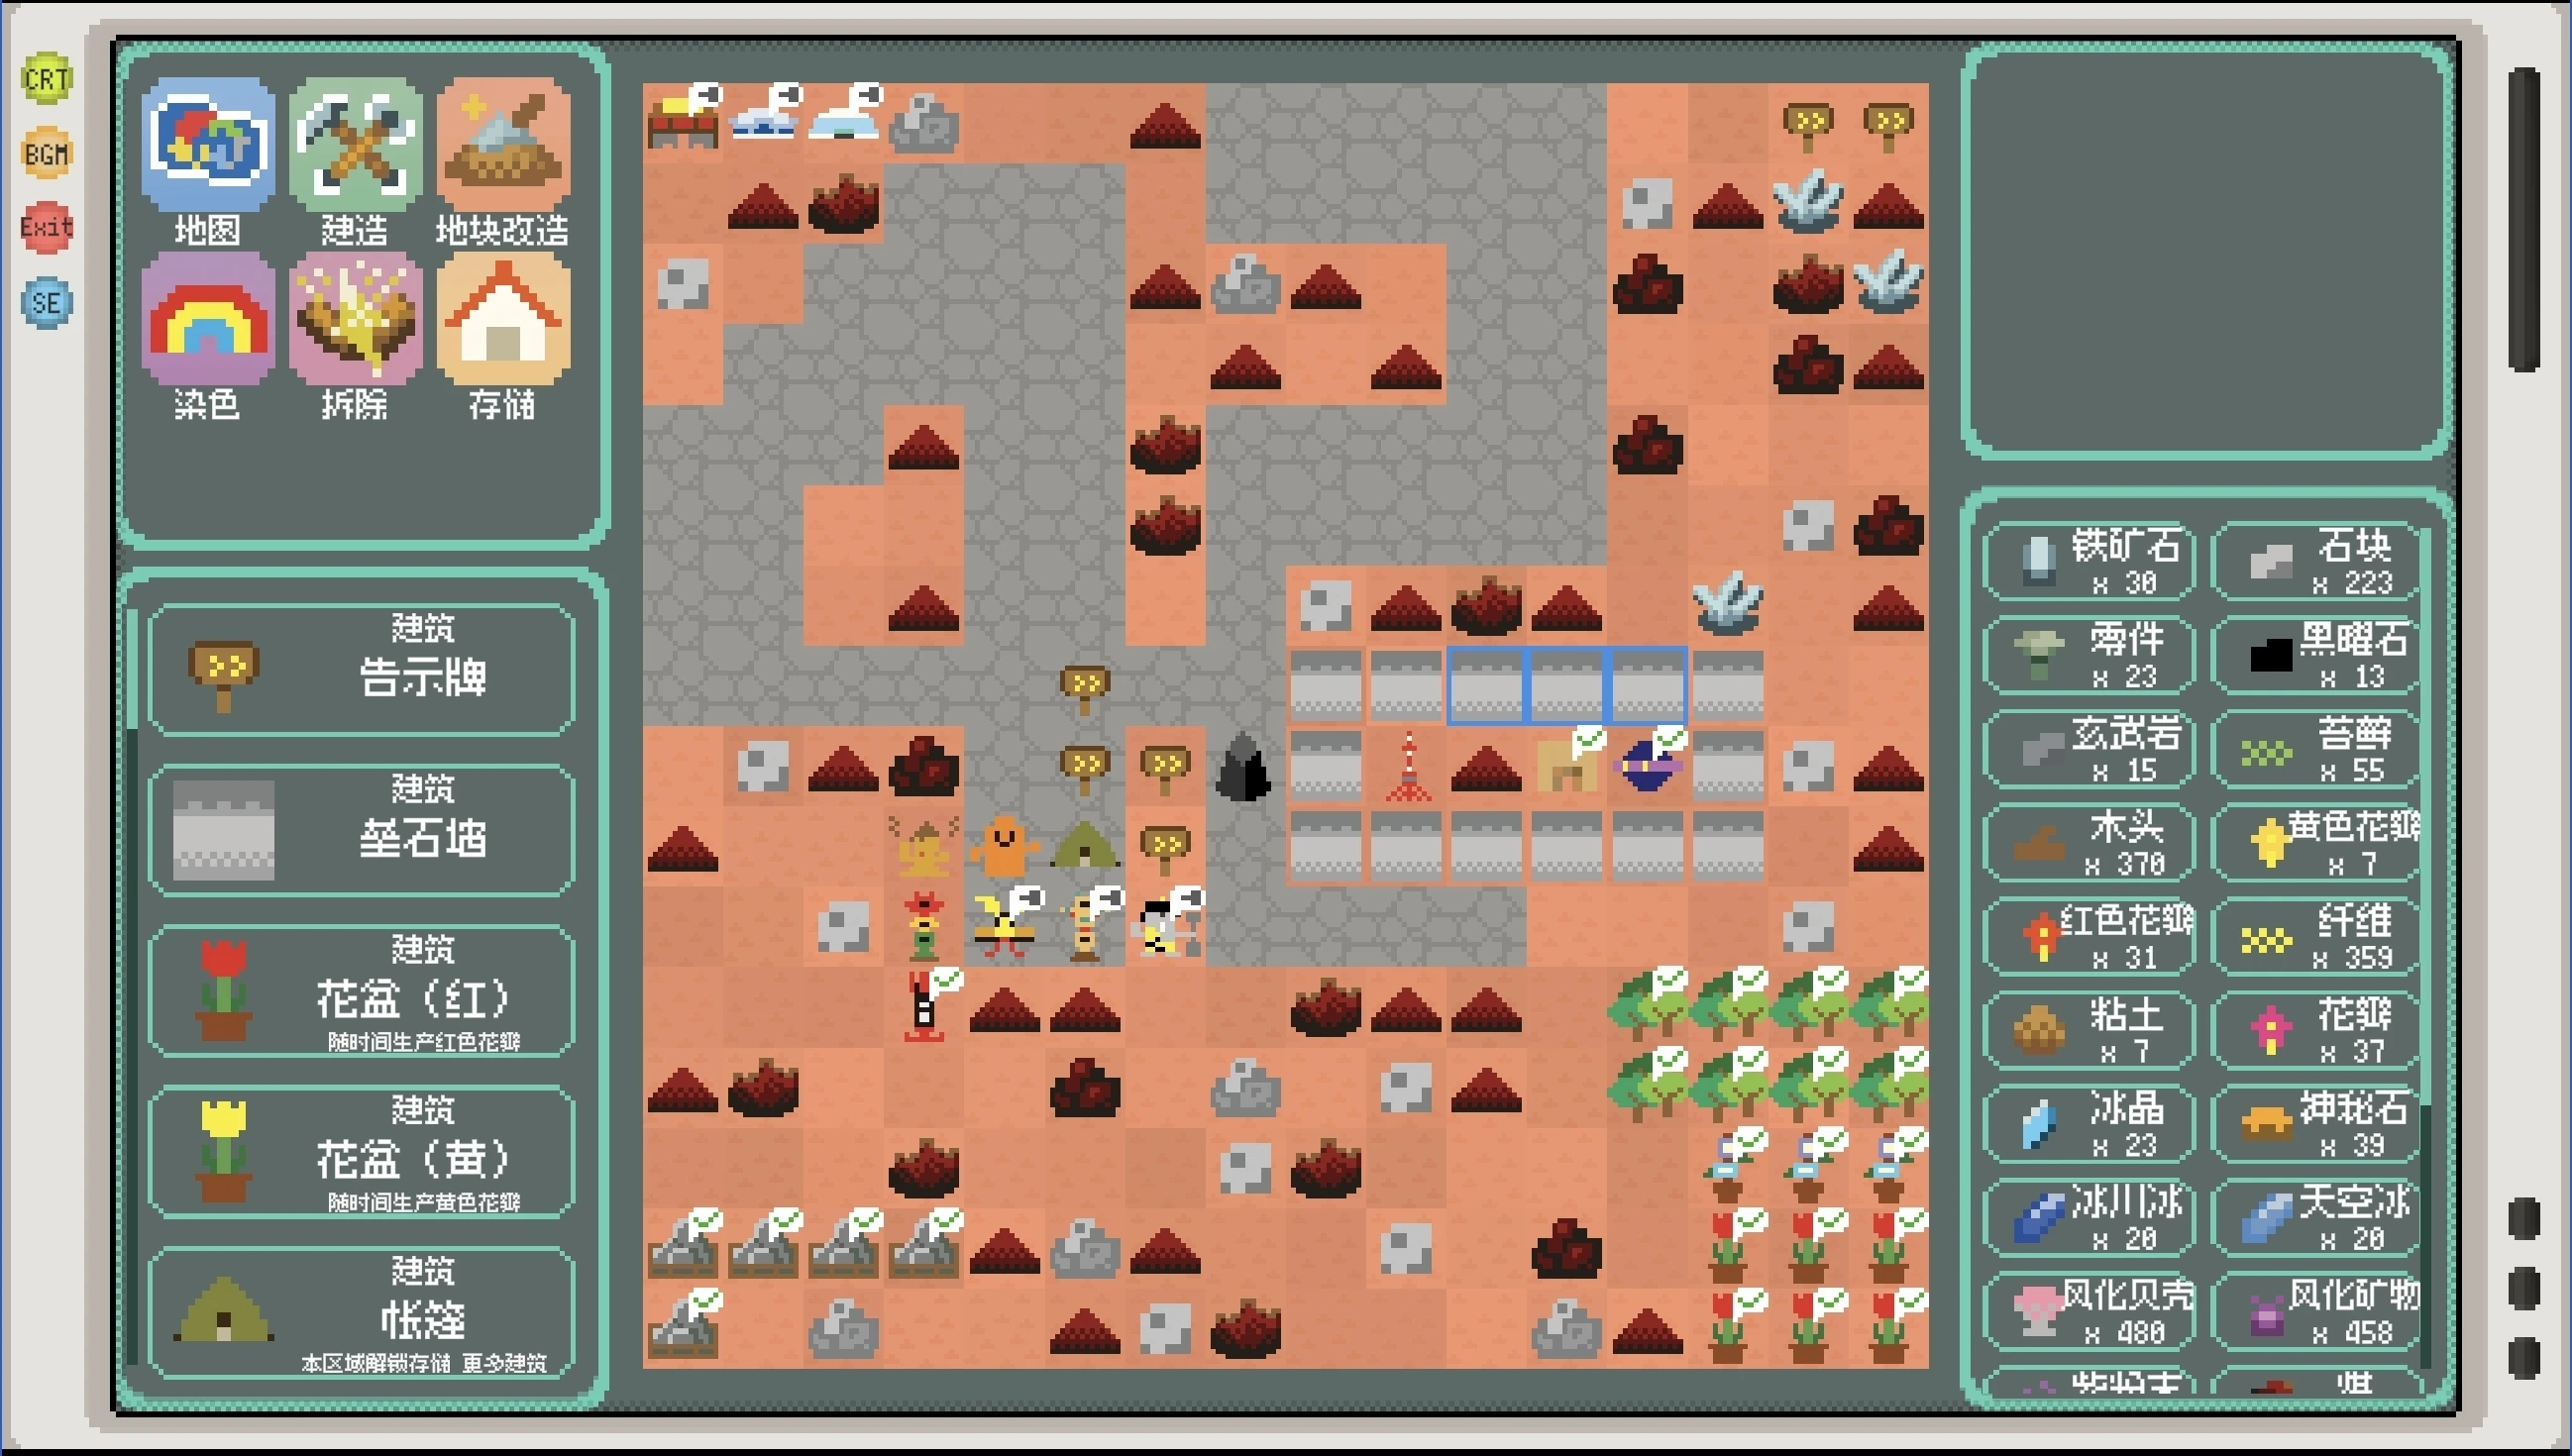 CRT
BGM
Exit
SE
地图
建造
地块改造
染色
拆除
存储
建筑
告示牌
建筑
垒石墙
建筑
花盆（红）
随时间生产红色花瓣
建筑
花盆（黄）
随时间生产黄色花瓣
建筑
帐篷
本区域解锁存储 更多建筑
铁矿石
x 30
石块
x 223
零件
x 23
黑曜石
x 13
玄武岩
x 15
苔藓
x 55
木头
x 370
黄色花瓣
x 7
红色花瓣
x 31
纤维
x 359
粘土
x 7
花瓣
x 37
冰晶
x 23
神秘石
x 39
冰川冰
x 20
天空冰
x 20
风化贝壳
x 480
风化矿物
x 458